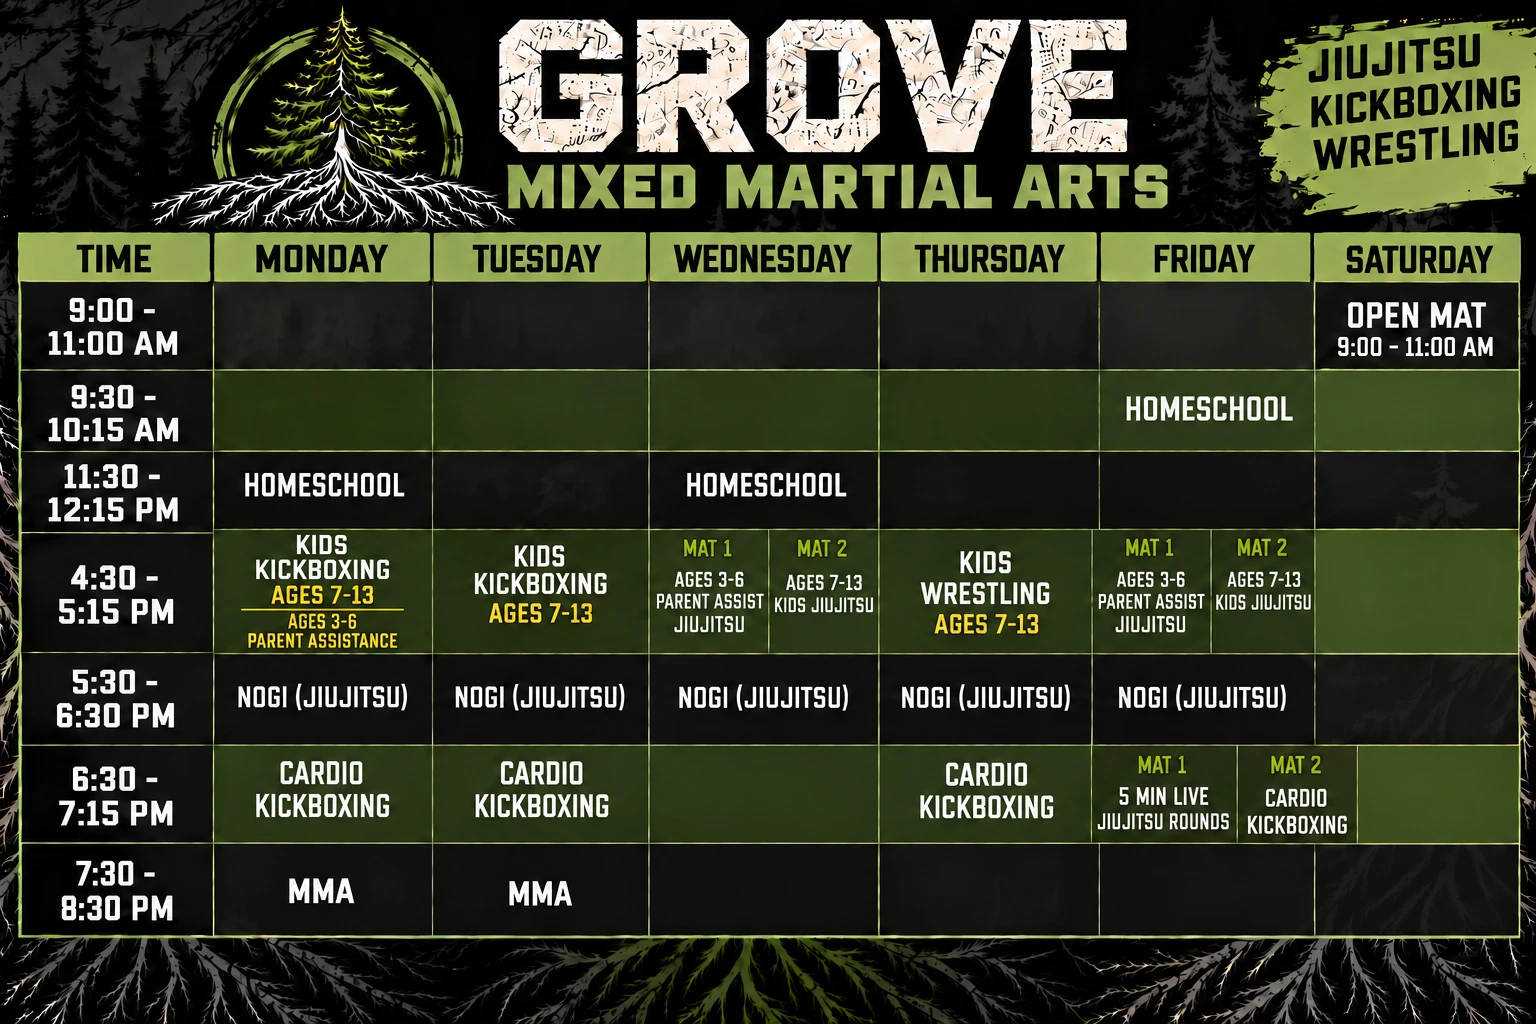 GROVE
MIXED MARTIAL ARTS
JIUJITSU
KICKBOXING
WRESTLING
TIME MONDAY TUESDAY WEDNESDAY THURSDAY FRIDAY SATURDAY
9:00 -
11:00 AM
OPEN MAT
9:00 - 11:00 AM
9:30 -
10:15 AM
HOMESCHOOL
11:30 -
12:15 PM
HOMESCHOOL
HOMESCHOOL
4:30 -
5:15 PM
KIDS
KICKBOXING
AGES 7-13
AGES 3-6
PARENT ASSISTANCE
KIDS
KICKBOXING
AGES 7-13
MAT 1
AGES 3-6
PARENT ASSIST
JIUJITSU
MAT 2
AGES 7-13
KIDS JIUJITSU
KIDS
WRESTLING
AGES 7-13
MAT 1
AGES 3-6
PARENT ASSIST
JIUJITSU
MAT 2
AGES 7-13
KIDS JIUJITSU
5:30 -
6:30 PM
NOGI (JIUJITSU)
NOGI (JIUJITSU)
NOGI (JIUJITSU)
NOGI (JIUJITSU)
NOGI (JIUJITSU)
6:30 -
7:15 PM
CARDIO
KICKBOXING
CARDIO
KICKBOXING
CARDIO
KICKBOXING
MAT 1
5 MIN LIVE
JIUJITSU ROUNDS
MAT 2
CARDIO
KICKBOXING
7:30 -
8:30 PM
MMA
MMA